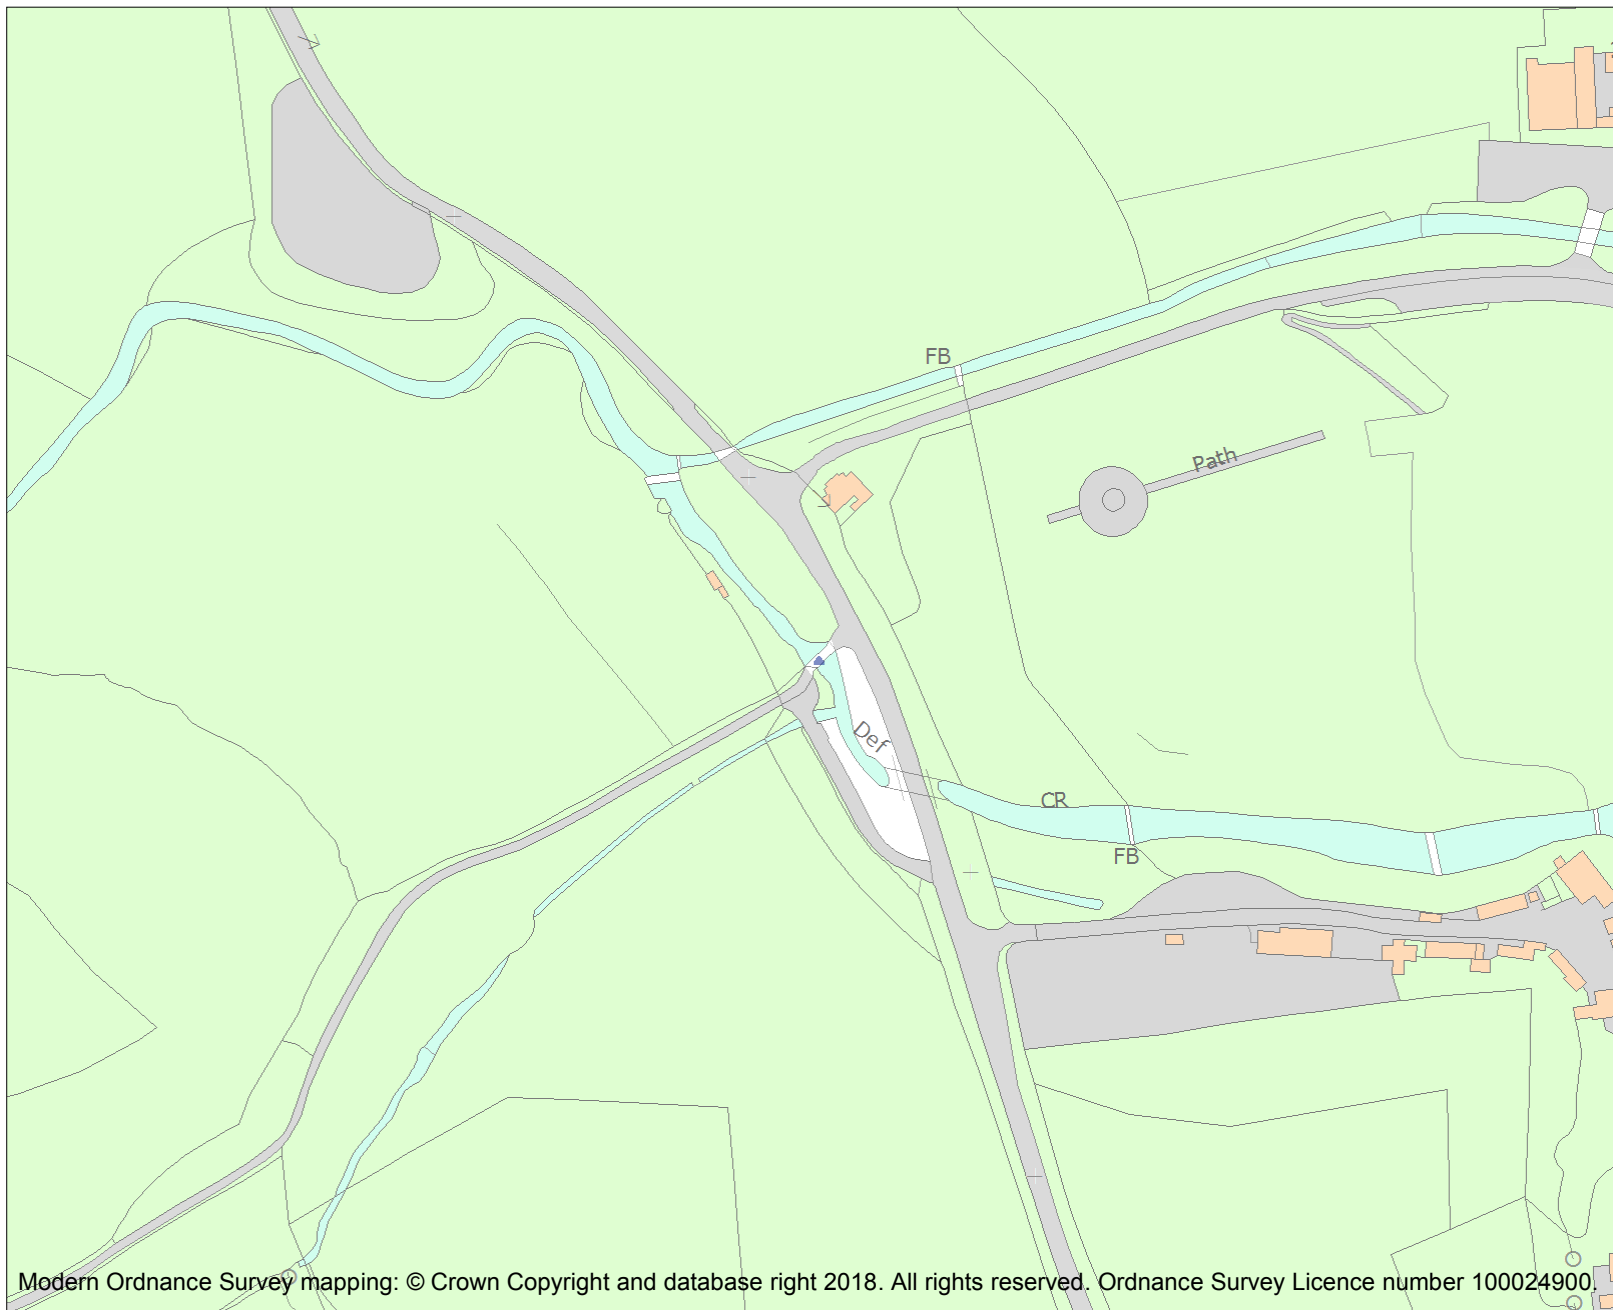 FB
Path
Def
CR
FB
Modern Ordnance Survey mapping: © Crown Copyright and database right 2018. All rights reserved. Ordnance Survey Licence number 100024900.